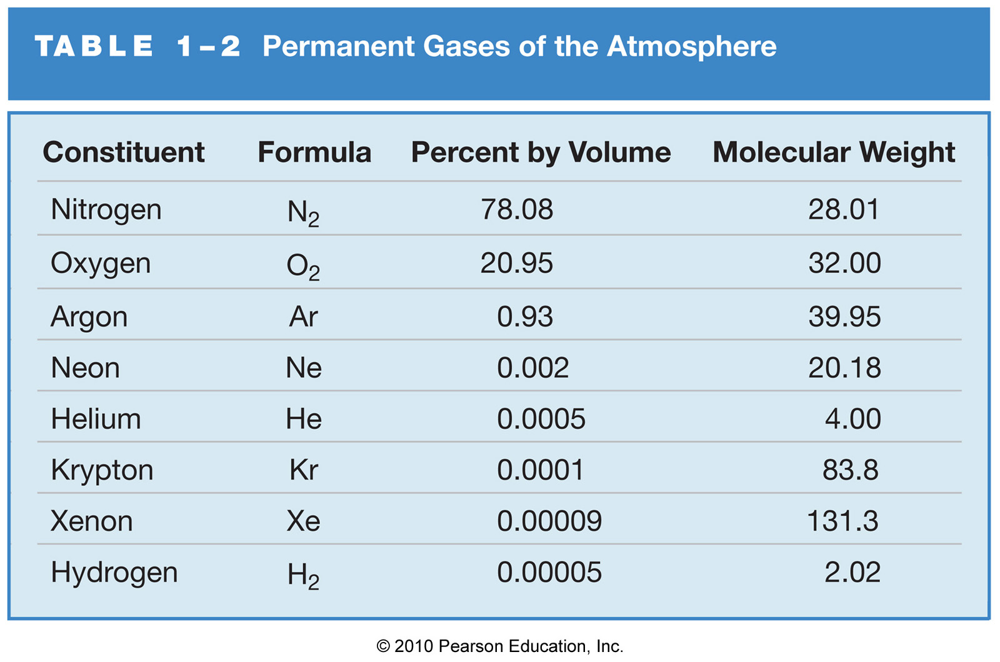 TABLE 1–2 Permanent Gases of the Atmosphere
Constituent Formula Percent by Volume Molecular Weight
Nitrogen N₂ 78.08 28.01
Oxygen O₂ 20.95 32.00
Argon Ar 0.93 39.95
Neon Ne 0.002 20.18
Helium He 0.0005 4.00
Krypton Kr 0.0001 83.8
Xenon Xe 0.00009 131.3
Hydrogen H₂ 0.00005 2.02
© 2010 Pearson Education, Inc.